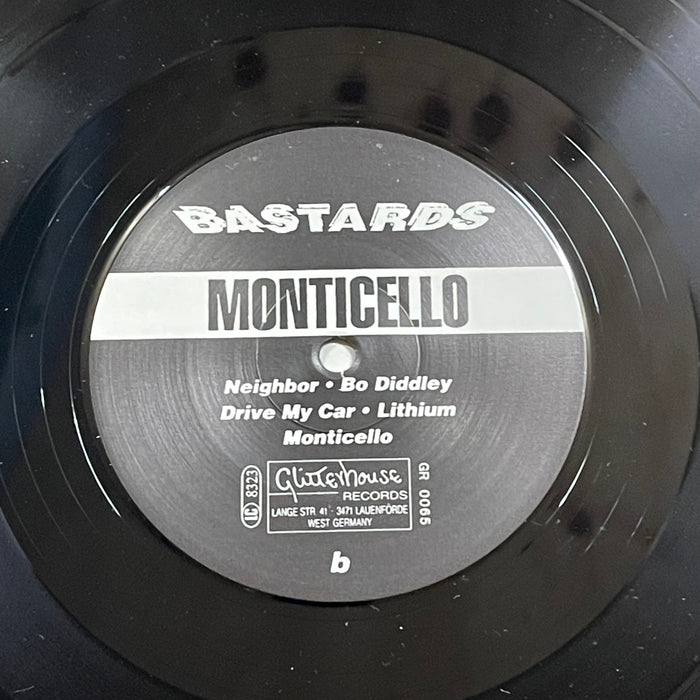 BASTARDS
MONTICELLO
Neighbor • Bo Diddley
Drive My Car • Lithium
Monticello
LC 8323
Glitterhouse
RECORDS
LANGE STR. 41 · 3471 LAUENFÖRDE
WEST GERMANY
GR 0065
b